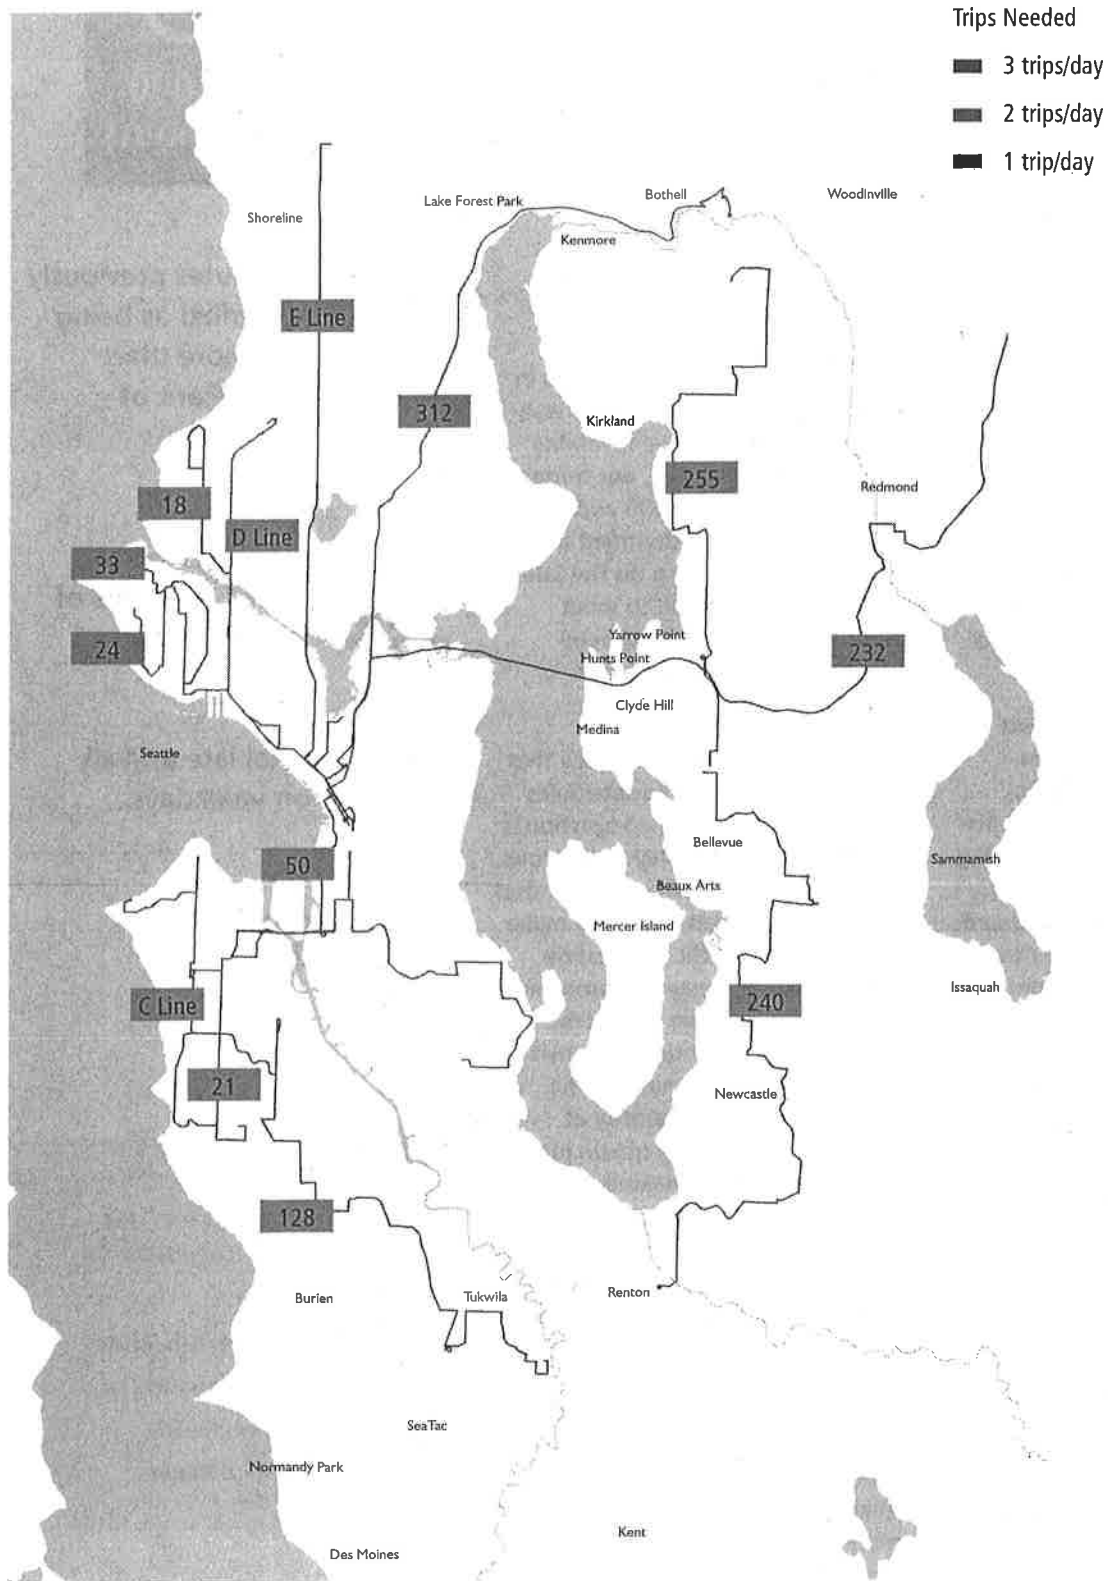 Trips Needed
3 trips/day
2 trips/day
1 trip/day
Lake Forest Park
Bothell
Woodinville
Shoreline
Kenmore
E Line
312
Kirkland
255
Redmond
18
D Line
33
24
Yarrow Point
Hunts Point
232
Clyde Hill
Medina
Seattle
Bellevue
50
Sammamish
Beaux Arts
Mercer Island
Issaquah
C Line
240
21
Newcastle
128
Renton
Tukwila
Burien
SeaTac
Normandy Park
Kent
Des Moines